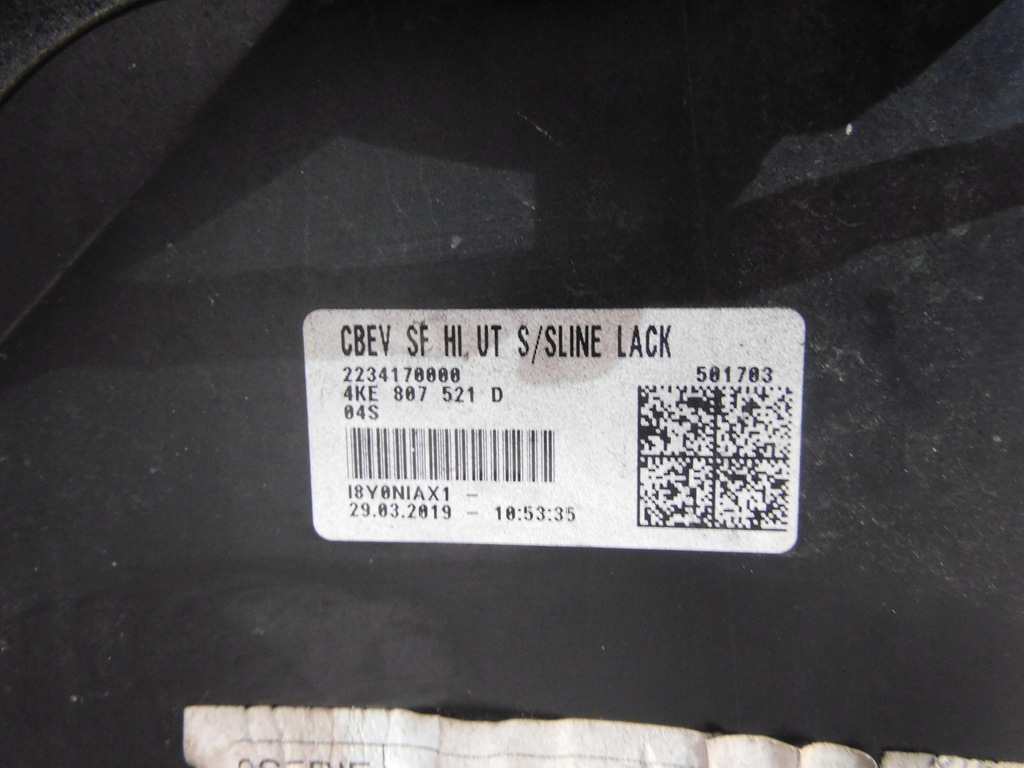 CBEV SF HI UT S/SLINE LACK
2234170000
501703
4KE 807 521 D
04S
I8Y0NIAX1 -
29.03.2019 - 10:53:35